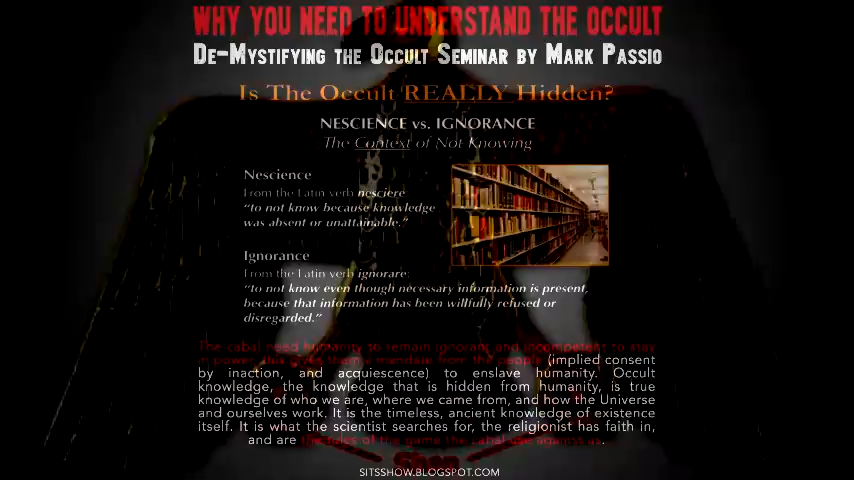 WHY YOU NEED TO UNDERSTAND THE OCCULT
DE-MYSTIFYING THE OCCULT SEMINAR BY MARK PASSIO
Is The Occult REALLY Hidden?
NESCIENCE vs. IGNORANCE
The Context of Not Knowing
Nescience
From the Latin verb nesciere
“to not know because knowledge
was absent or unattainable.”
Ignorance
From the Latin verb ignorare:
“to not know even though necessary information is present,
because that information has been willfully refused or
disregarded.”
The cabal need humanity to remain ignorant and incompetent to stay
in power, this gives them a mandate from the people (implied consent
by inaction, and acquiescence) to enslave humanity. Occult
knowledge, the knowledge that is hidden from humanity, is true
knowledge of who we are, where we came from, and how the Universe
and ourselves work. It is the timeless, ancient knowledge of existence
itself. It is what the scientist searches for, the religionist has faith in,
and are the rules of the game the cabal use against us.
SITSSHOW.BLOGSPOT.COM